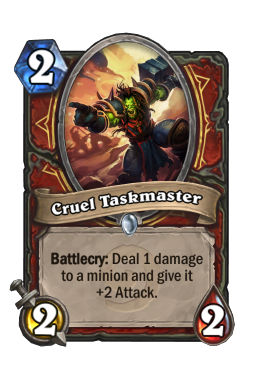 2
Cruel Taskmaster
Battlecry: Deal 1 damage
to a minion and give it
+2 Attack.
2 2